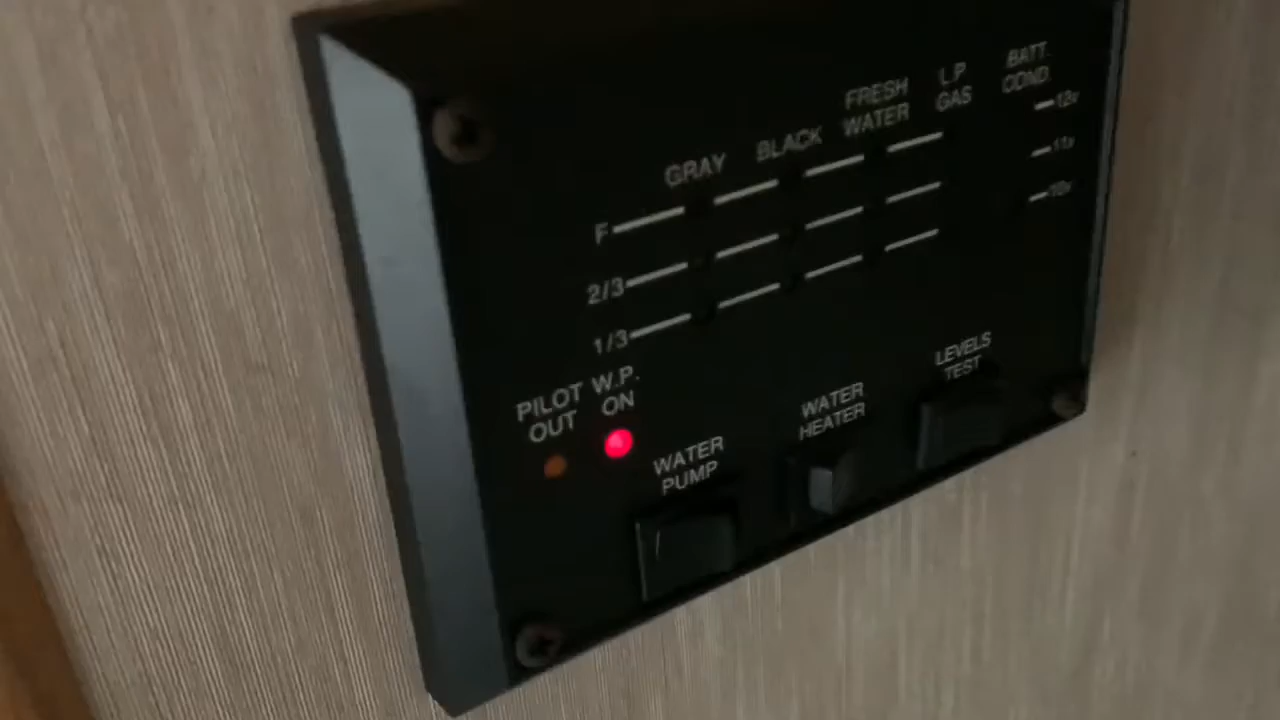 GRAY
BLACK
FRESH
WATER
L.P.
GAS
BATT.
COND.
12v
11v
10v
F
2/3
1/3
PILOT
OUT
W.P.
ON
WATER
PUMP
WATER
HEATER
LEVELS
TEST